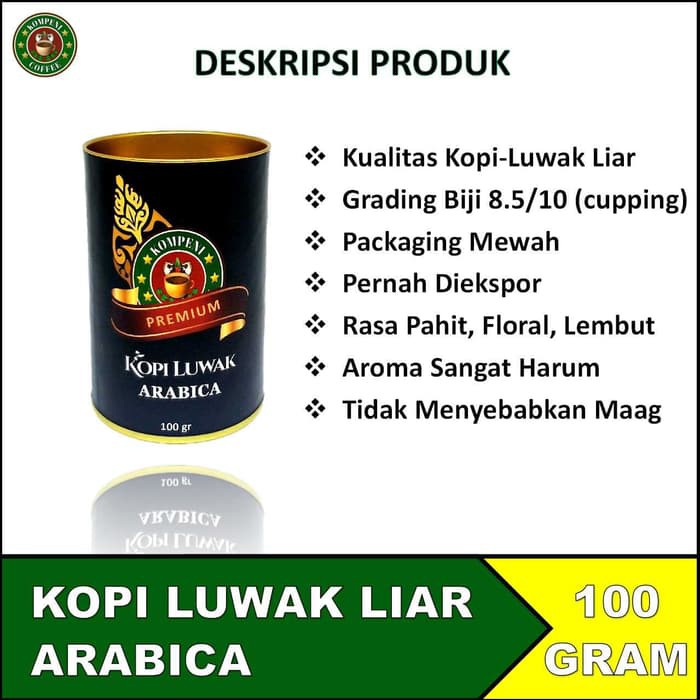 KOMPENI
COFFEE
DESKRIPSI PRODUK
KOMPENI
PREMIUM
KOPI LUWAK
ARABICA
100 gr
❖ Kualitas Kopi-Luwak Liar
❖ Grading Biji 8.5/10 (cupping)
❖ Packaging Mewah
❖ Pernah Diekspor
❖ Rasa Pahit, Floral, Lembut
❖ Aroma Sangat Harum
❖ Tidak Menyebabkan Maag
KOPI LUWAK LIAR
ARABICA
100
GRAM